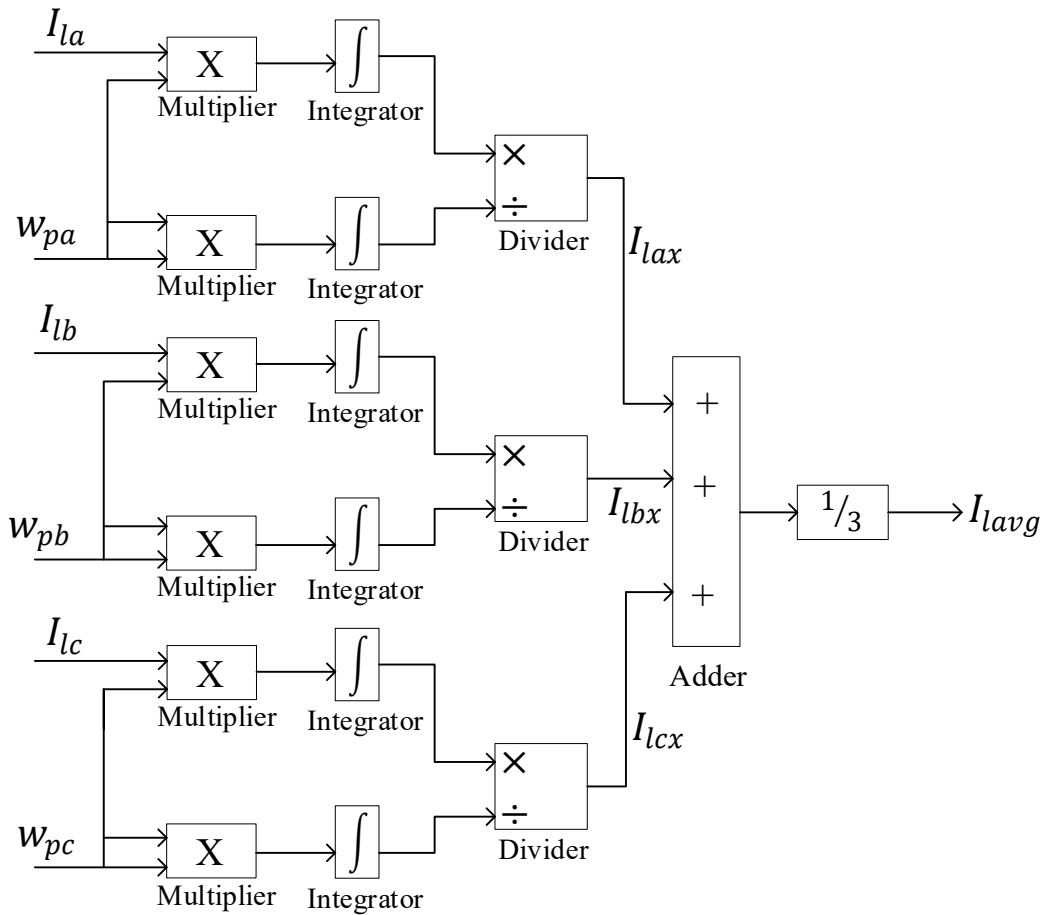 I_la
X
∫
Multiplier
Integrator
×
÷
w_pa
X
∫
Divider
I_lax
Multiplier
Integrator
I_lb
X
∫
Multiplier
Integrator
+
×
+
÷
I_lbx
1/3
I_lavg
w_pb
X
∫
Divider
Multiplier
Integrator
+
I_lc
X
∫
Adder
Multiplier
Integrator
I_lcx
×
÷
w_pc
X
∫
Divider
Multiplier
Integrator